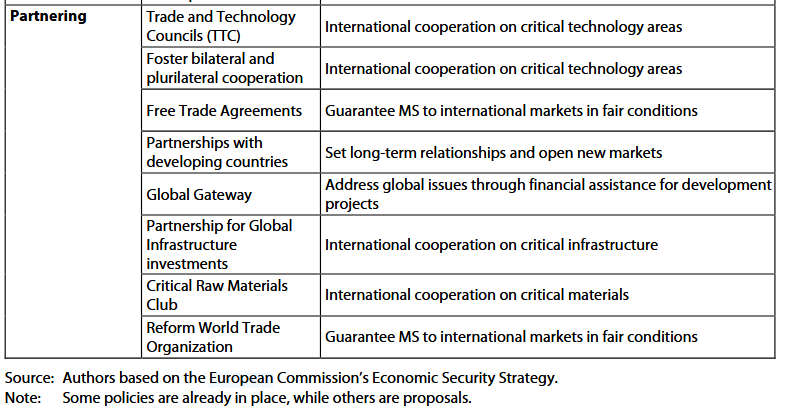 Partnering
Trade and Technology
Councils (TTC)
International cooperation on critical technology areas
Foster bilateral and
plurilateral cooperation
International cooperation on critical technology areas
Free Trade Agreements
Guarantee MS to international markets in fair conditions
Partnerships with
developing countries
Set long-term relationships and open new markets
Global Gateway
Address global issues through financial assistance for development
projects
Partnership for Global
Infrastructure
investments
International cooperation on critical infrastructure
Critical Raw Materials
Club
International cooperation on critical materials
Reform World Trade
Organization
Guarantee MS to international markets in fair conditions
Source: Authors based on the European Commission's Economic Security Strategy.
Note: Some policies are already in place, while others are proposals.